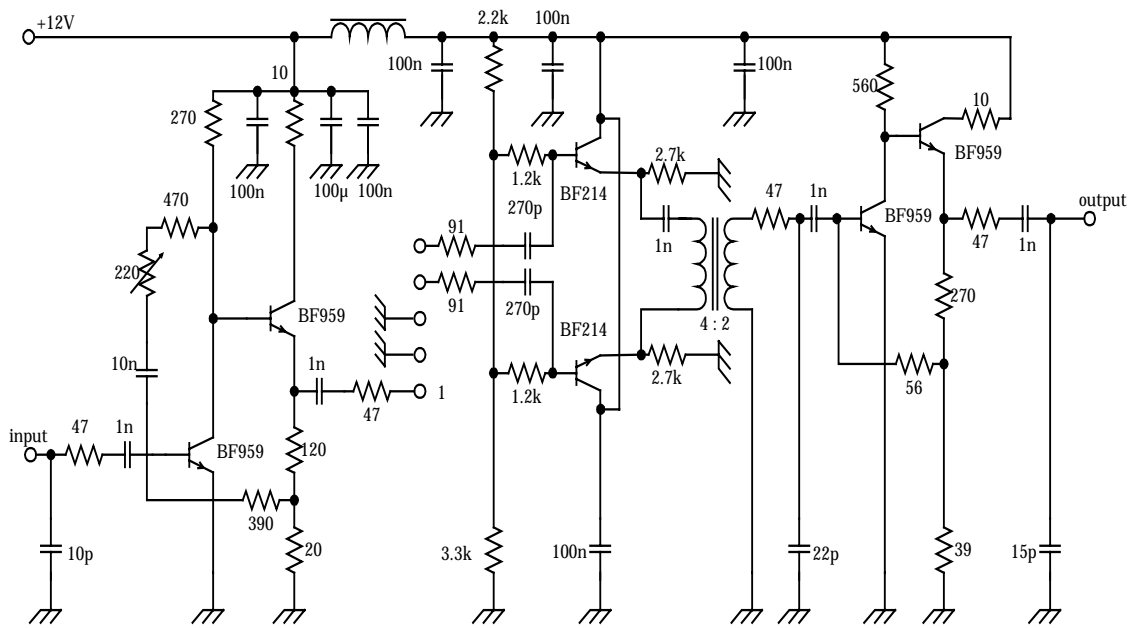 +12V
2.2k
100n
10
100n
100n
560
10
270
BF959
100n
100µ
100n
1.2k
BF214
2.7k
470
270p
47
1n
BF959
output
91
1n
47
1n
220
91
270p
270
BF959
BF214
4 : 2
10n
1n
2.7k
56
47
1
1.2k
input
47
1n
BF959
120
390
10p
20
3.3k
100n
22p
39
15p